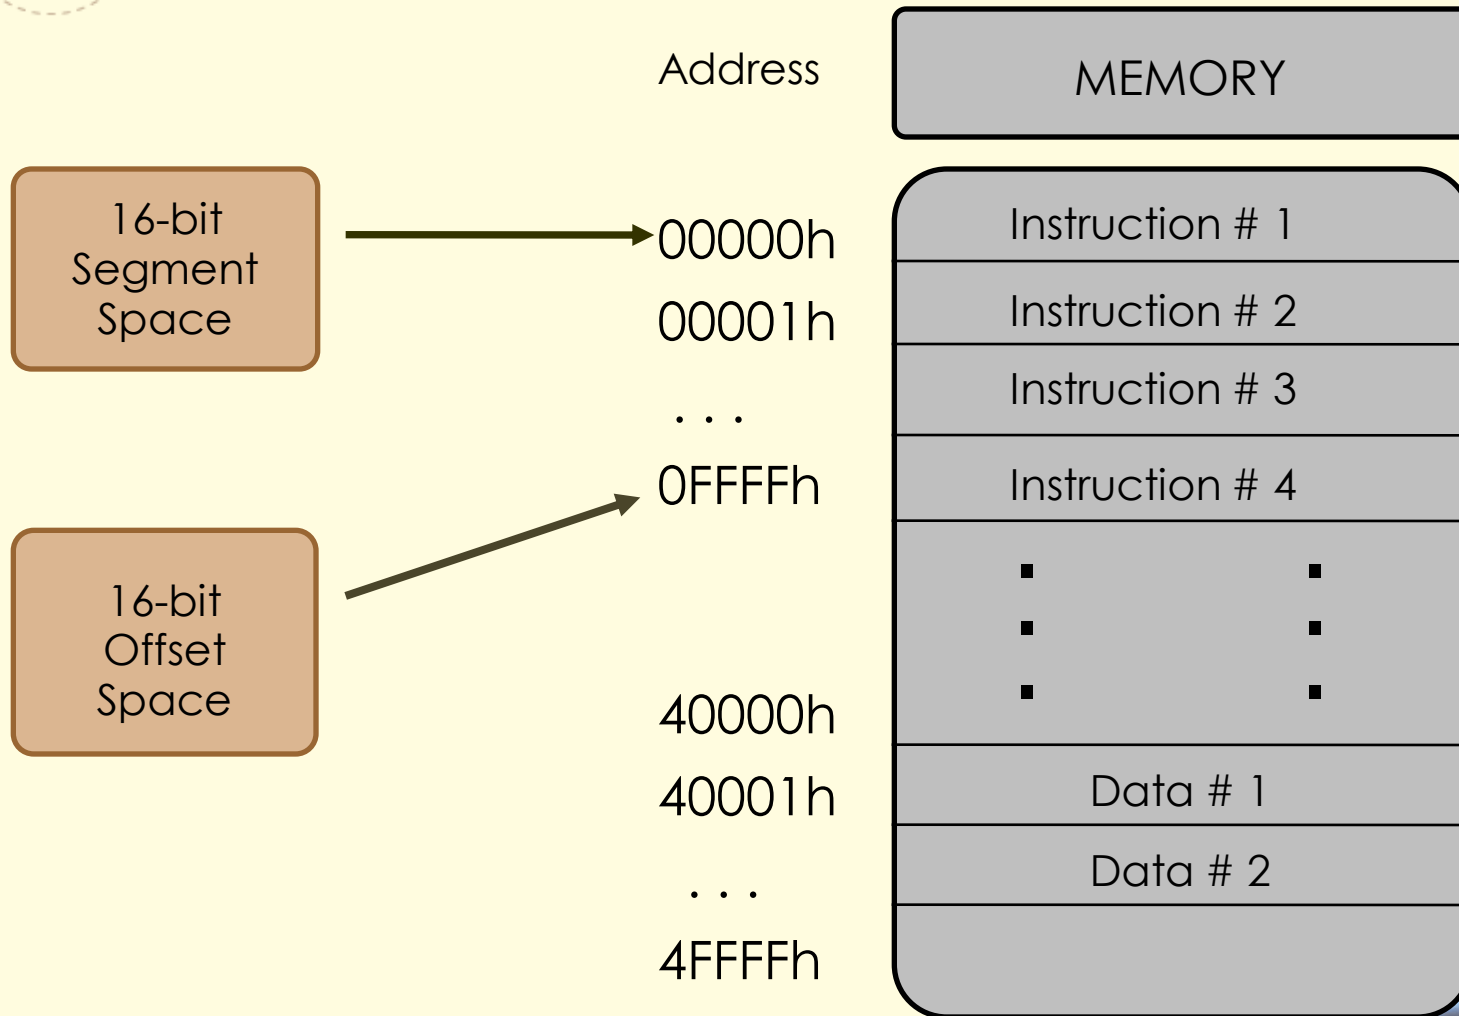 Address
MEMORY
16-bit
Segment
Space
00000h
Instruction # 1
00001h
Instruction # 2
. . .
Instruction # 3
0FFFFh
Instruction # 4
16-bit
Offset
Space
40000h
40001h
Data # 1
. . .
Data # 2
4FFFFh